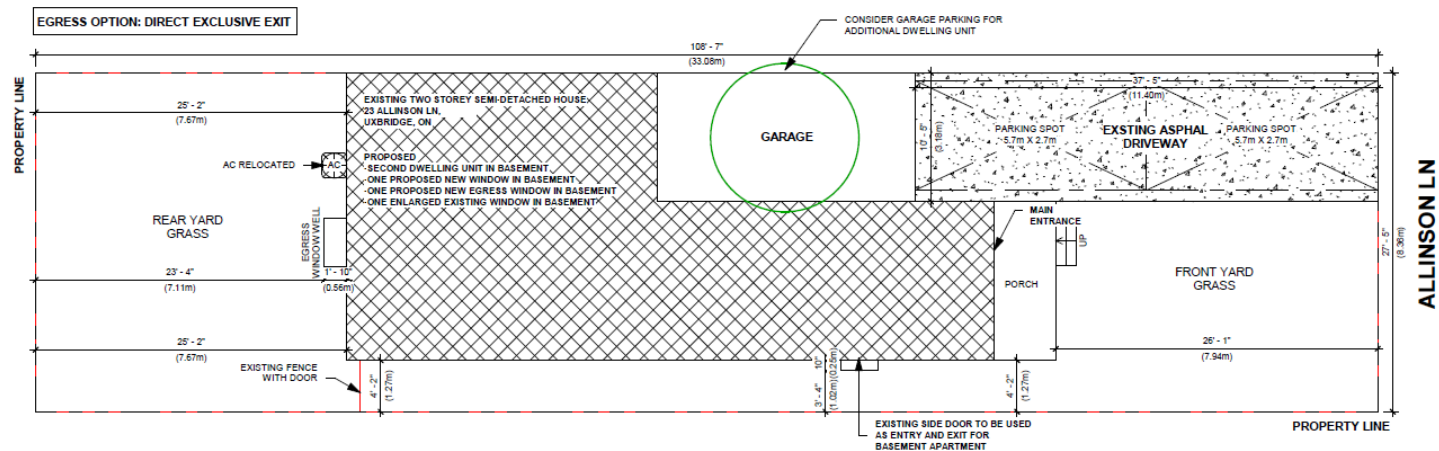 EGRESS OPTION: DIRECT EXCLUSIVE EXIT
CONSIDER GARAGE PARKING FOR
ADDITIONAL DWELLING UNIT
108' - 7"
(33.08m)
PROPERTY LINE
25' - 2"
(7.67m)
EXISTING TWO STOREY SEMI-DETACHED HOUSE
23 ALLINSON LN,
UXBRIDGE, ON
AC RELOCATED
AC
PROPOSED
-SECOND DWELLING UNIT IN BASEMENT
-ONE PROPOSED NEW WINDOW IN BASEMENT
-ONE PROPOSED NEW EGRESS WINDOW IN BASEMENT
-ONE ENLARGED EXISTING WINDOW IN BASEMENT
GARAGE
37' - 5"
(11.40m)
10' - 5"
(3.18m)
PARKING SPOT
5.7m X 2.7m
EXSTING ASPHAL
DRIVEWAY
PARKING SPOT
5.7m X 2.7m
REAR YARD
GRASS
EGRESS
WINDOW WELL
23' - 4"
(7.11m)
1' - 10"
(0.56m)
MAIN
ENTRANCE
UP
PORCH
FRONT YARD
GRASS
27' - 5"
(8.36m)
ALLINSON LN
25' - 2"
(7.67m)
26' - 1"
(7.94m)
EXISTING FENCE
WITH DOOR
4' - 2"
(1.27m)
3' - 4"
(1.02m)
10"
(0.25m)
4' - 2"
(1.27m)
EXISTING SIDE DOOR TO BE USED
AS ENTRY AND EXIT FOR
BASEMENT APARTMENT
PROPERTY LINE